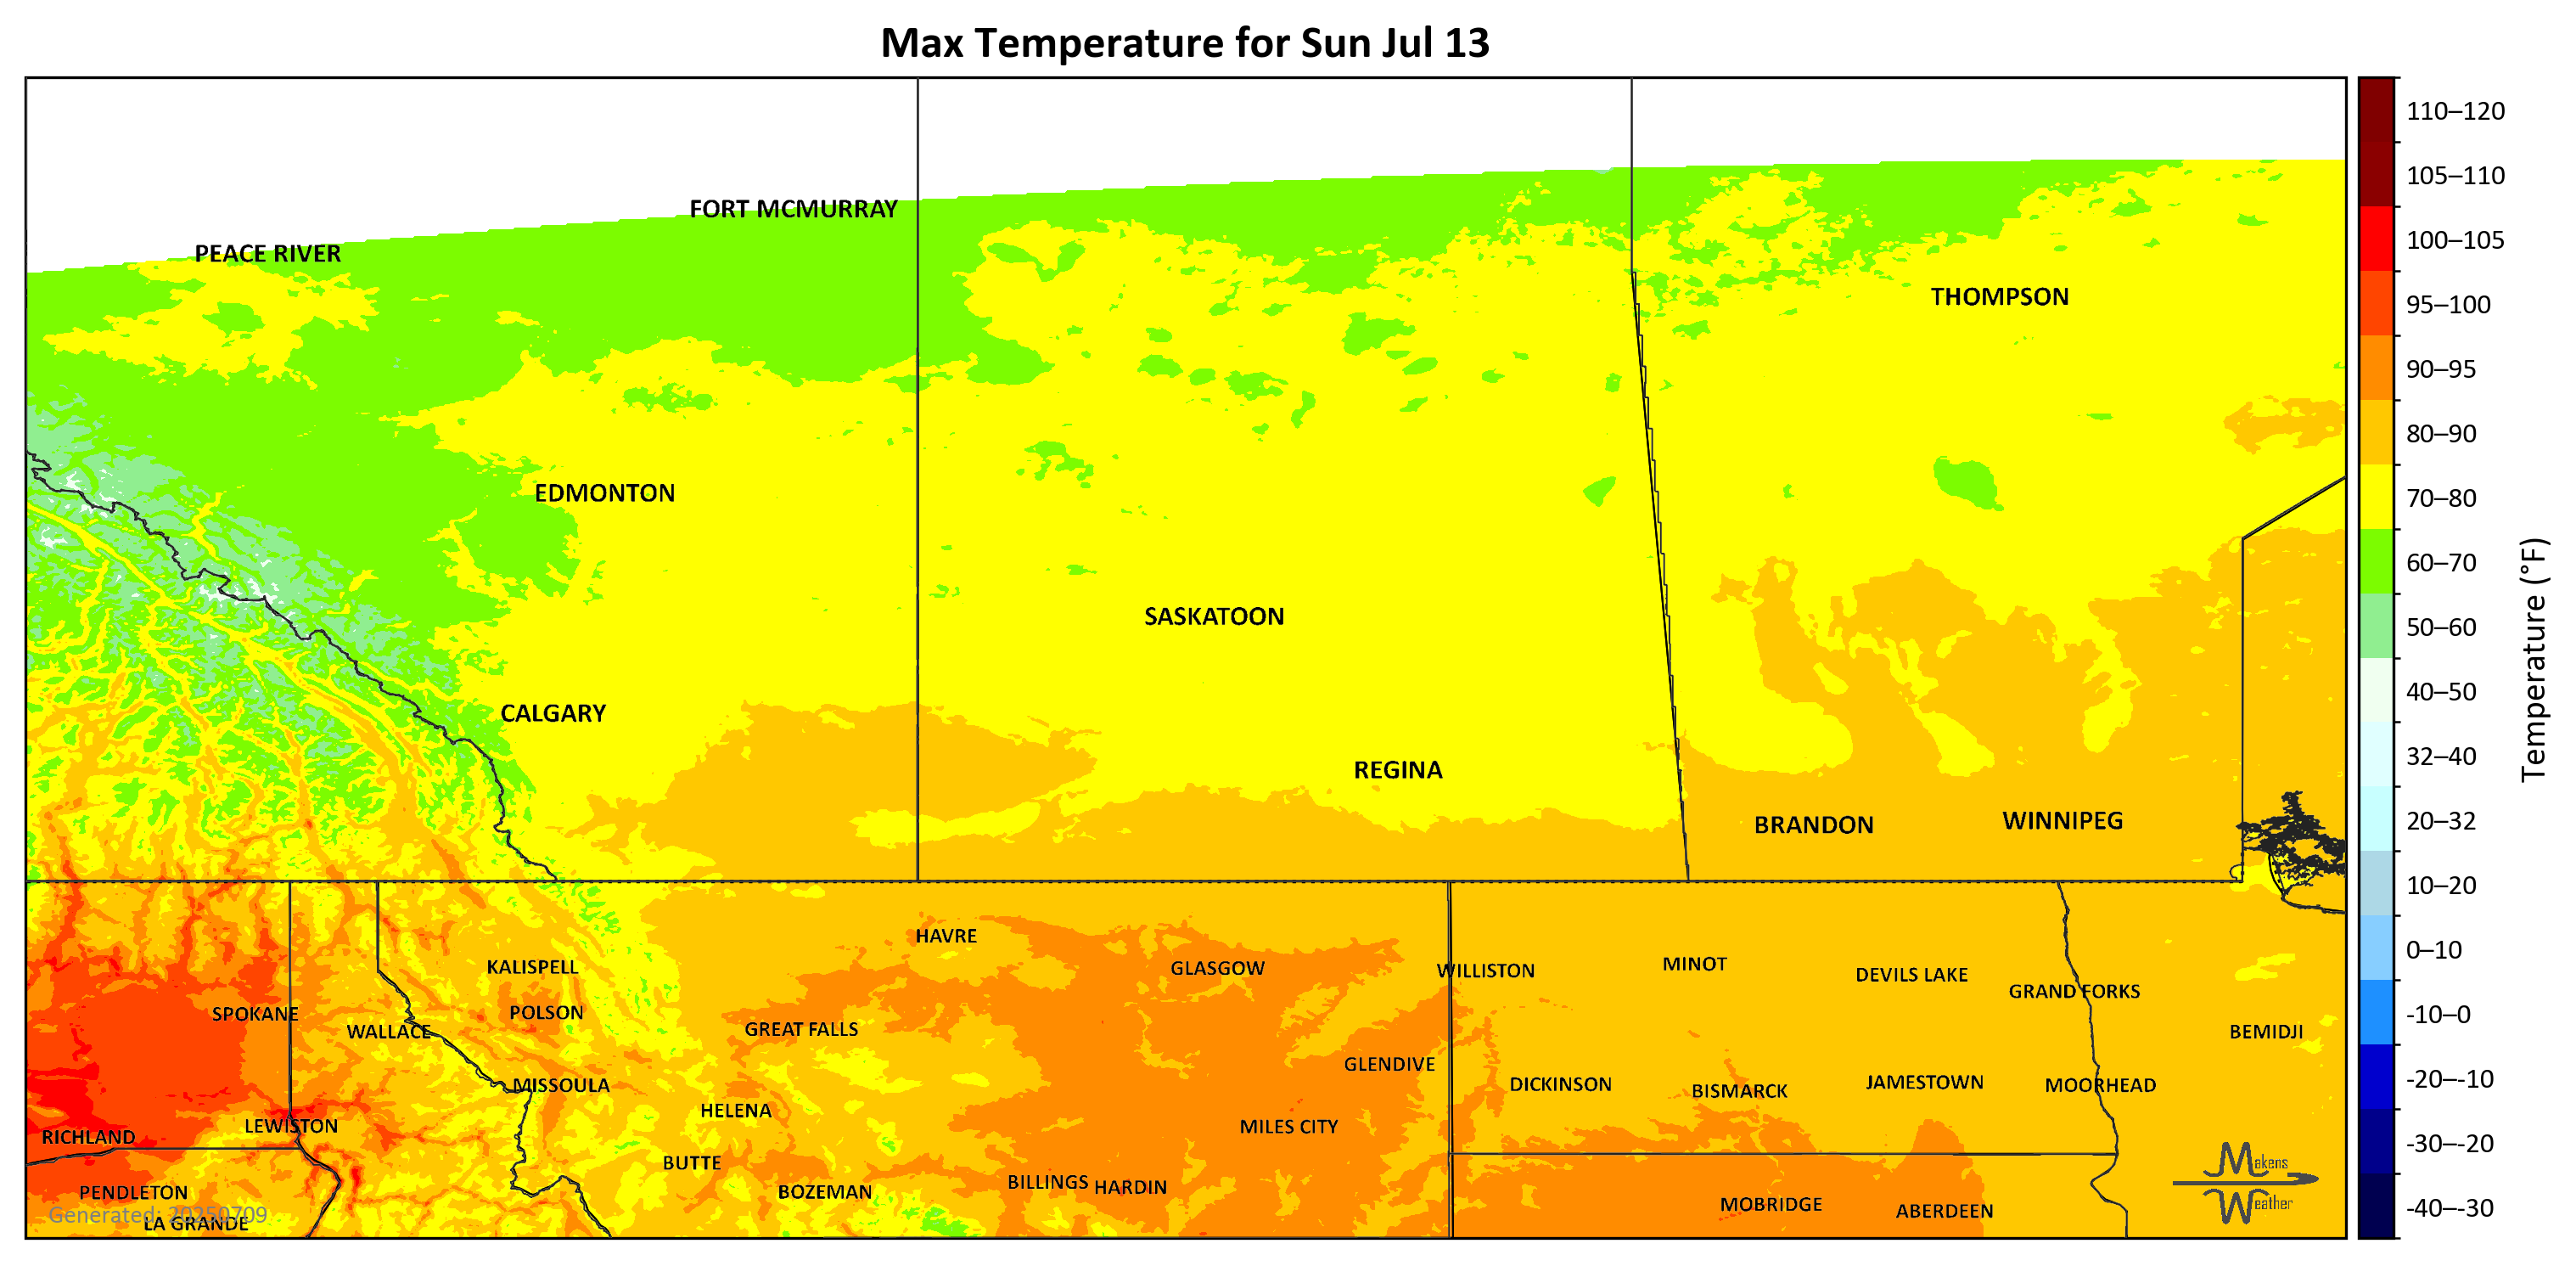 Max Temperature for Sun Jul 13
FORT MCMURRAY
PEACE RIVER
THOMPSON
EDMONTON
SASKATOON
CALGARY
REGINA
BRANDON
WINNIPEG
HAVRE
KALISPELL
GLASGOW
WILLISTON
MINOT
DEVILS LAKE
GRAND FORKS
SPOKANE
POLSON
WALLACE
GREAT FALLS
BEMIDJI
GLENDIVE
MISSOULA
DICKINSON
BISMARCK
JAMESTOWN
MOORHEAD
HELENA
LEWISTON
MILES CITY
RICHLAND
BUTTE
BILLINGS
HARDIN
PENDLETON
BOZEMAN
MOBRIDGE
ABERDEEN
Generated: 20250709
LA GRANDE
Makens
Weather
110–120
105–110
100–105
95–100
90–95
80–90
70–80
60–70
50–60
40–50
32–40
20–32
10–20
0–10
-10–0
-20–-10
-30–-20
-40–-30
Temperature (°F)